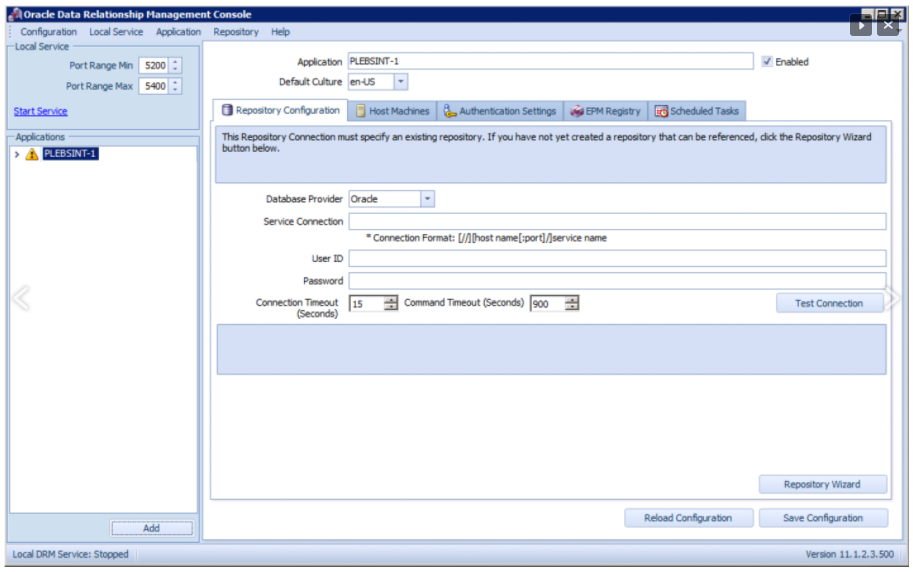 Oracle Data Relationship Management Console
Configuration Local Service Application Repository Help
Local Service
Port Range Min 5200
Port Range Max 5400
Start Service
Applications
PLEBSINT-1
Add
Application PLEBSINT-1 Enabled
Default Culture en-US
Repository Configuration Host Machines Authentication Settings EPM Registry Scheduled Tasks
This Repository Connection must specify an existing repository. If you have not yet created a repository that can be referenced, click the Repository Wizard
button below.
Database Provider Oracle
Service Connection
* Connection Format: [//][host name[:port]/]service name
User ID
Password
Connection Timeout
(Seconds) 15 Command Timeout (Seconds) 900 Test Connection
Repository Wizard
Reload Configuration Save Configuration
Local DRM Service: Stopped Version 11.1.2.3.500